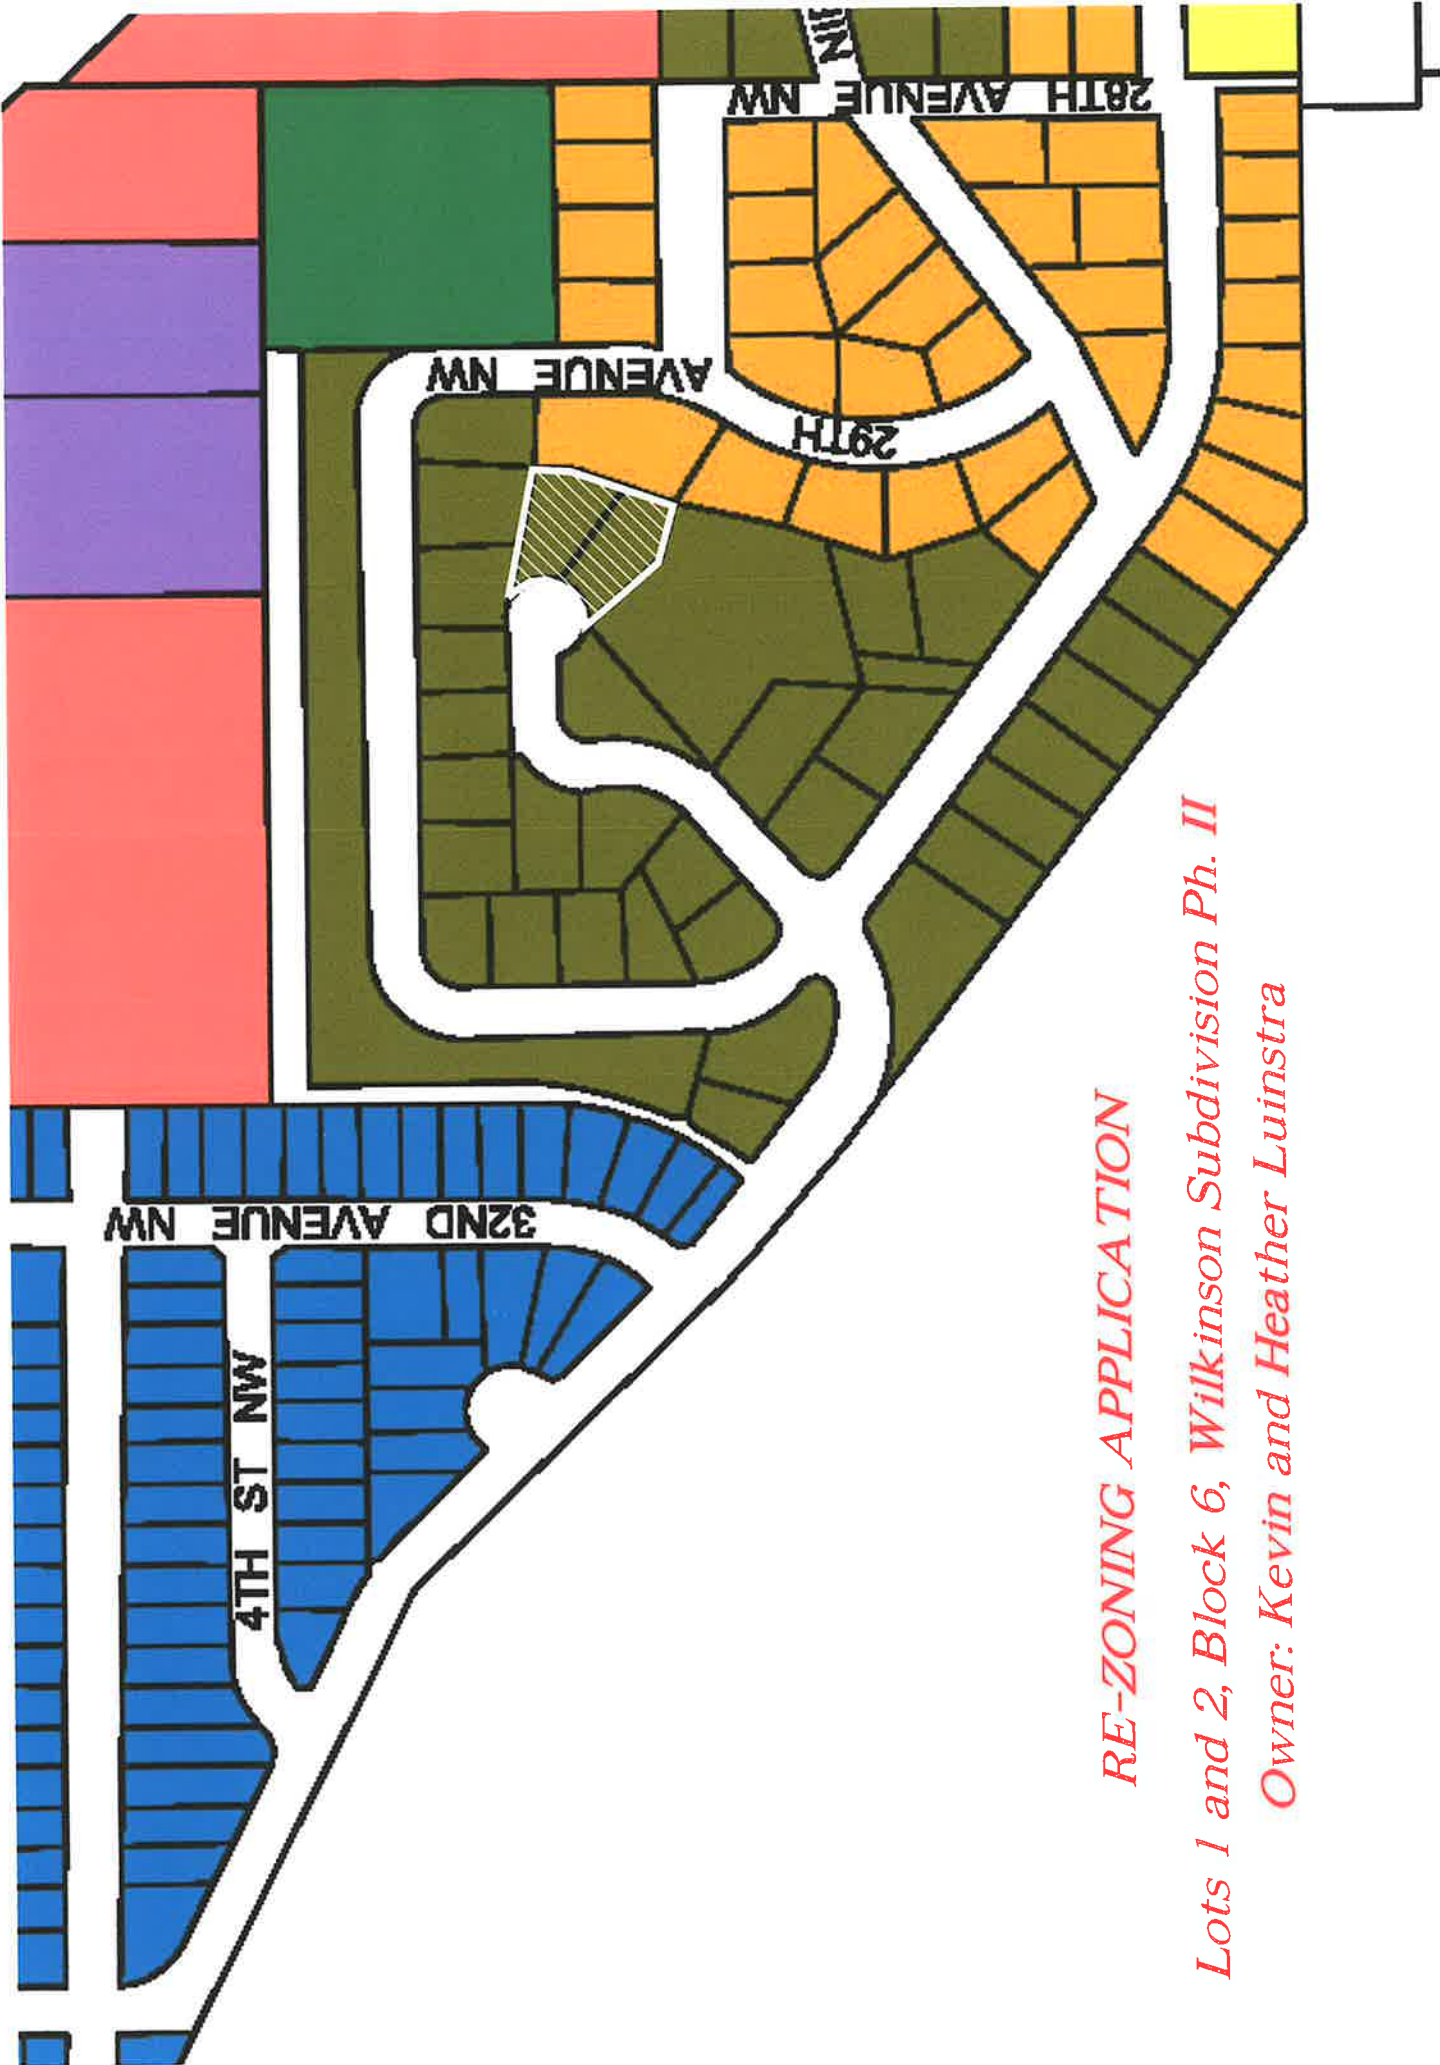 28TH AVENUE NW
29TH AVENUE NW
32ND AVENUE NW
4TH ST NW
RE-ZONING APPLICATION
Lots 1 and 2, Block 6, Wilkinson Subdivision Ph. II
Owner: Kevin and Heather Luinstra